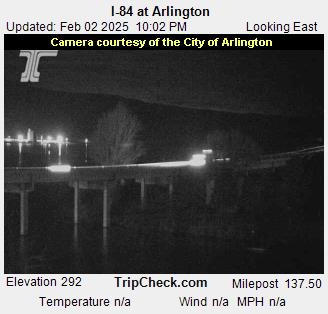 I-84 at Arlington
Updated: Feb 02 2025 10:02 PM Looking East
Camera courtesy of the City of Arlington
Elevation 292 TripCheck.com Milepost 137.50
Temperature n/a Wind n/a MPH n/a